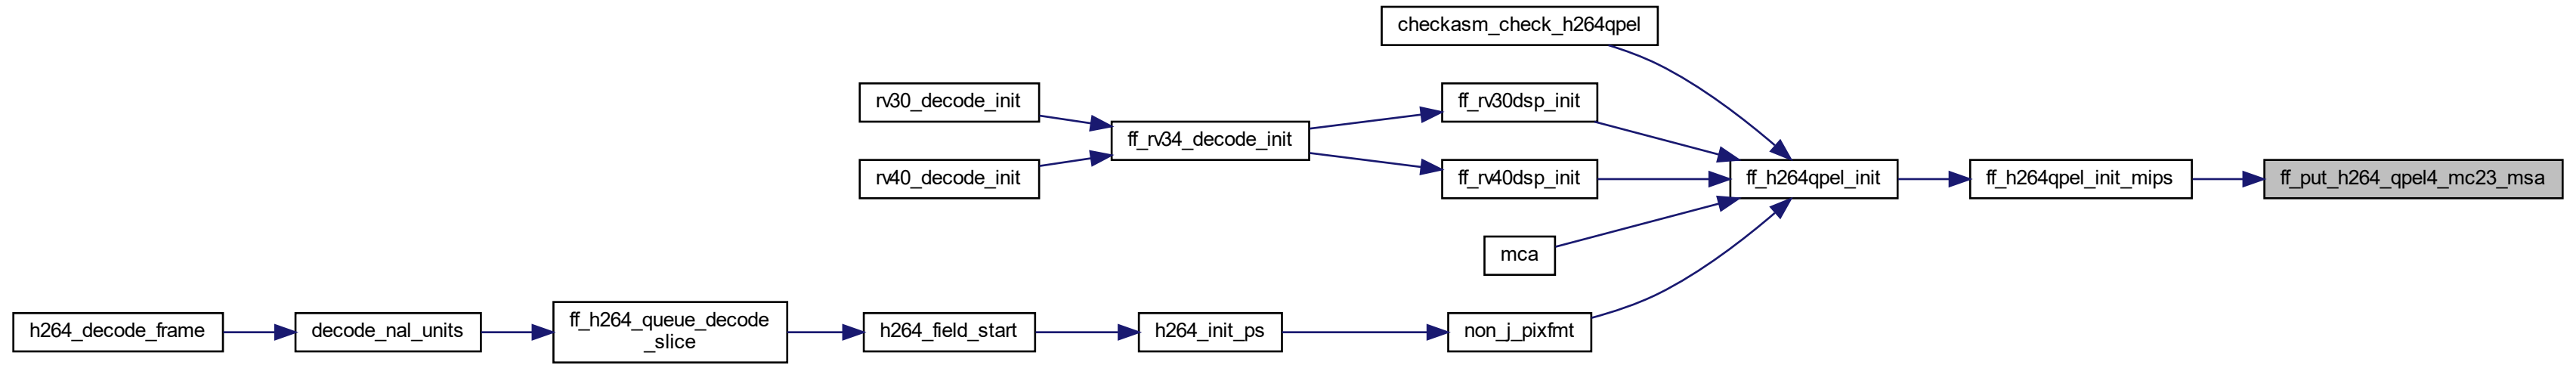 checkasm_check_h264qpel
rv30_decode_init
ff_rv30dsp_init
ff_rv34_decode_init
rv40_decode_init
ff_rv40dsp_init
ff_h264qpel_init
ff_h264qpel_init_mips
ff_put_h264_qpel4_mc23_msa
mca
h264_decode_frame
decode_nal_units
ff_h264_queue_decode
_slice
h264_field_start
h264_init_ps
non_j_pixfmt